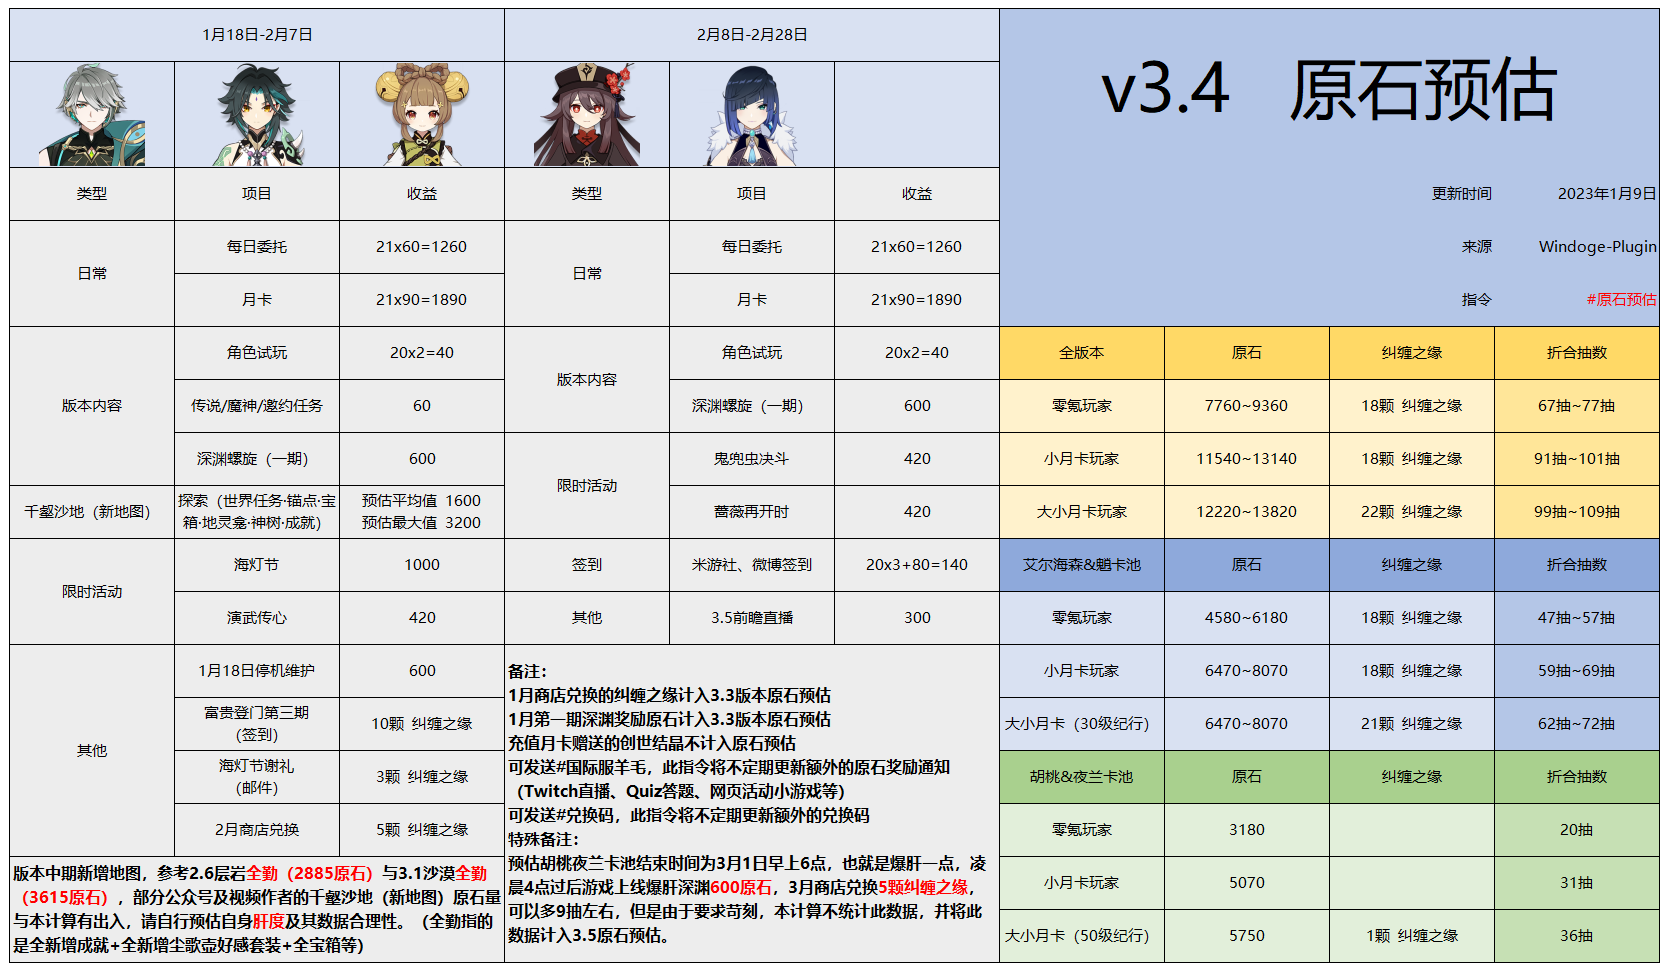 1月18日-2月7日
2月8日-2月28日
v3.4 原石预估
更新时间 2023年1月9日
来源 Windoge-Plugin
指令 #原石预估
类型 项目 收益
日常
每日委托 21x60=1260
月卡 21x90=1890
版本内容
角色试玩 20x2=40
传说/魔神/邀约任务 60
深渊螺旋（一期） 600
千壑沙地（新地图）
探索（世界任务·锚点·宝
箱·地灵龛·神树·成就）
预估平均值 1600
预估最大值 3200
限时活动
海灯节 1000
演武传心 420
其他
1月18日停机维护 600
富贵登门第三期
（签到）
10颗 纠缠之缘
海灯节谢礼
（邮件）
3颗 纠缠之缘
2月商店兑换 5颗 纠缠之缘
版本中期新增地图，参考2.6层岩全勤（2885原石）与3.1沙漠全勤
（3615原石），部分公众号及视频作者的千壑沙地（新地图）原石量
与本计算有出入，请自行预估自身肝度及其数据合理性。（全勤指的
是全新增成就+全新增尘歌壶好感套装+全宝箱等）
类型 项目 收益
日常
每日委托 21x60=1260
月卡 21x90=1890
版本内容
角色试玩 20x2=40
深渊螺旋（一期） 600
限时活动
鬼兜虫决斗 420
蔷薇再开时 420
签到 米游社、微博签到 20x3+80=140
其他 3.5前瞻直播 300
备注：
1月商店兑换的纠缠之缘计入3.3版本原石预估
1月第一期深渊奖励原石计入3.3版本原石预估
充值月卡赠送的创世结晶不计入原石预估
可发送#国际服羊毛，此指令将不定期更新额外的原石奖励通知
（Twitch直播、Quiz答题、网页活动小游戏等）
可发送#兑换码，此指令将不定期更新额外的兑换码
特殊备注：
预估胡桃夜兰卡池结束时间为3月1日早上6点，也就是爆肝一点，凌
晨4点过后游戏上线爆肝深渊600原石，3月商店兑换5颗纠缠之缘，
可以多9抽左右，但是由于要求苛刻，本计算不统计此数据，并将此
数据计入3.5原石预估。
全版本 原石 纠缠之缘 折合抽数
零氪玩家 7760~9360 18颗 纠缠之缘 67抽~77抽
小月卡玩家 11540~13140 18颗 纠缠之缘 91抽~101抽
大小月卡玩家 12220~13820 22颗 纠缠之缘 99抽~109抽
艾尔海森&魈卡池 原石 纠缠之缘 折合抽数
零氪玩家 4580~6180 18颗 纠缠之缘 47抽~57抽
小月卡玩家 6470~8070 18颗 纠缠之缘 59抽~69抽
大小月卡（30级纪行） 6470~8070 21颗 纠缠之缘 62抽~72抽
胡桃&夜兰卡池 原石 纠缠之缘 折合抽数
零氪玩家 3180 20抽
小月卡玩家 5070 31抽
大小月卡（50级纪行） 5750 1颗 纠缠之缘 36抽